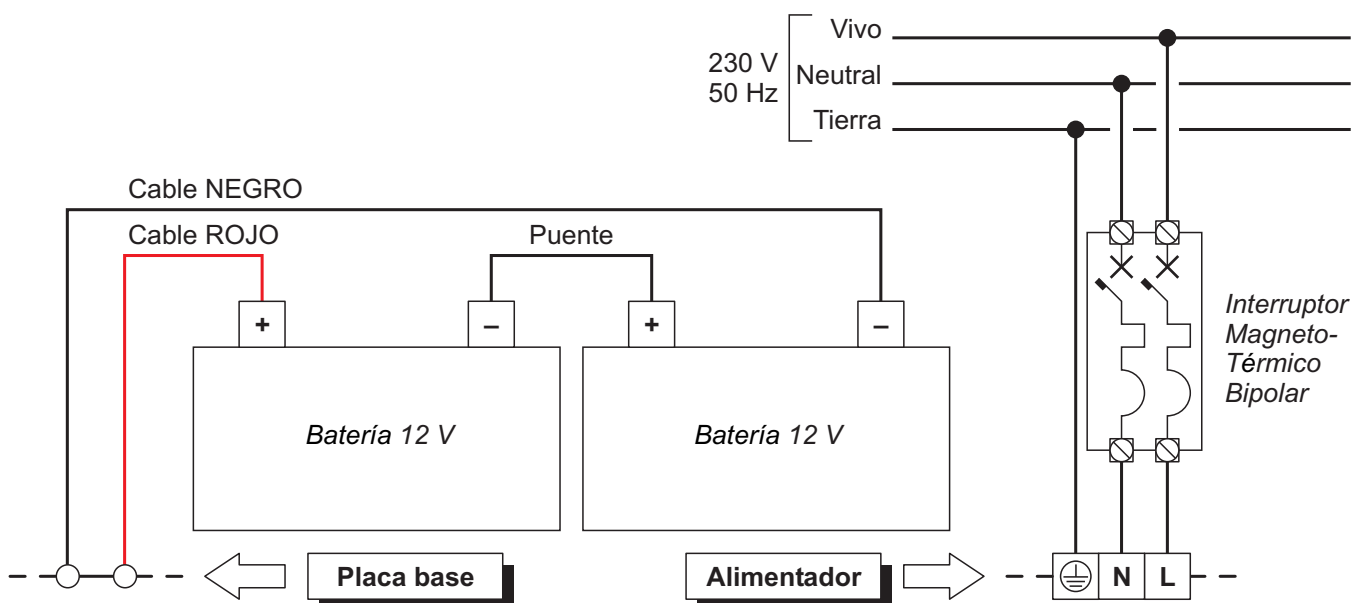 Vivo
230 V
Neutral
50 Hz
Tierra
Cable NEGRO
Cable ROJO
Puente
+
–
+
–
Interruptor
Magneto-
Térmico
Bipolar
Batería 12 V
Batería 12 V
Placa base
Alimentador
N
L